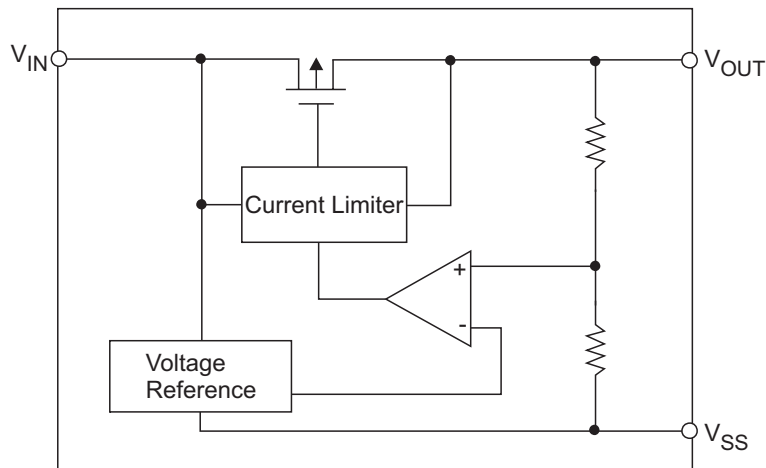 V_IN
V_OUT
Current Limiter
+
-
Voltage
Reference
V_SS